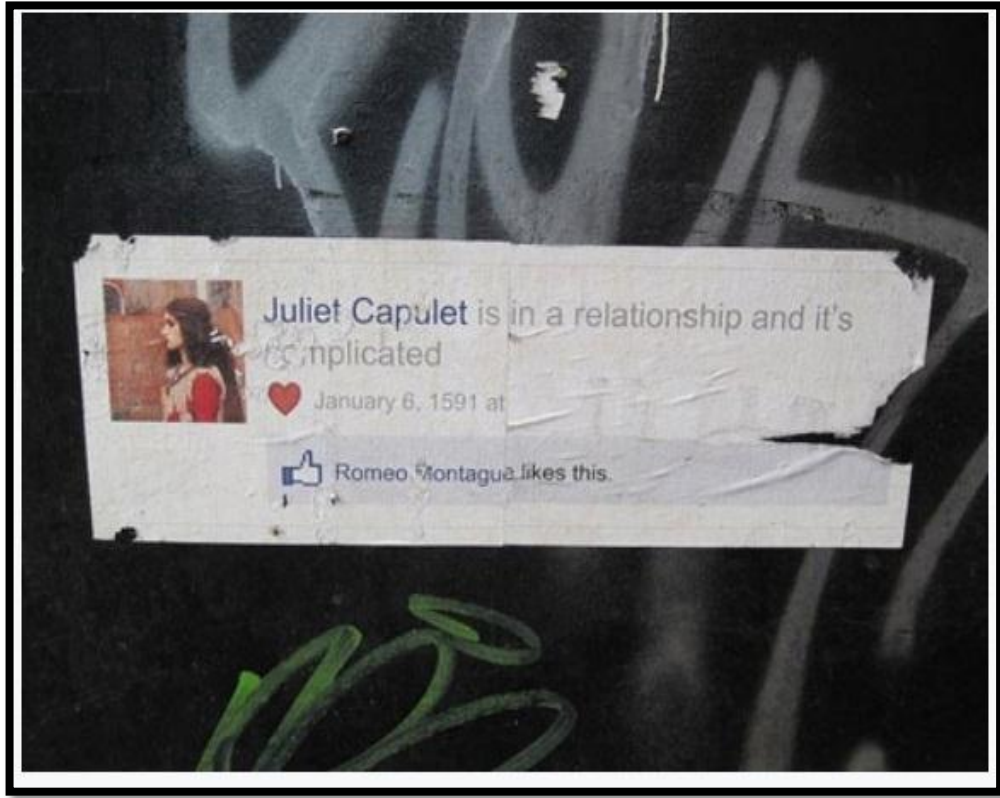 Juliet Capulet is in a relationship and it's
complicated
January 6, 1591 at
Romeo Montague likes this.